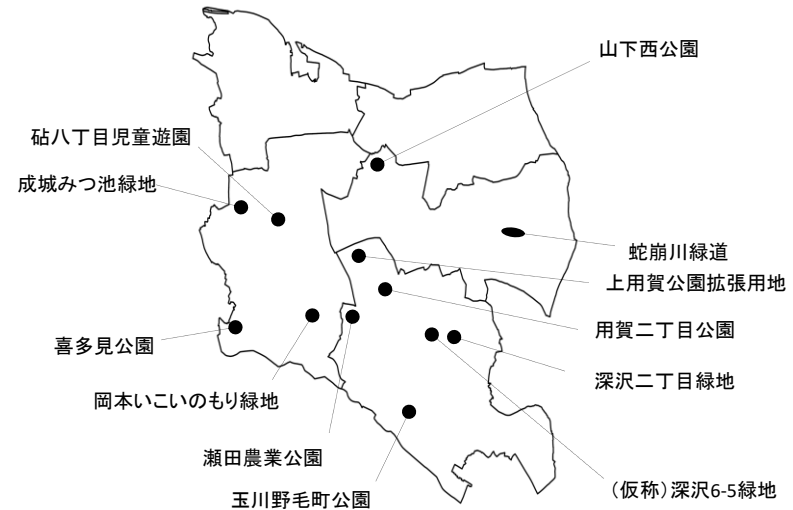 山下西公園
砧八丁目児童遊園
成城みつ池緑地
蛇崩川緑道
上用賀公園拡張用地
用賀二丁目公園
喜多見公園
深沢二丁目緑地
岡本いこいのもり緑地
瀬田農業公園
(仮称)深沢6-5緑地
玉川野毛町公園